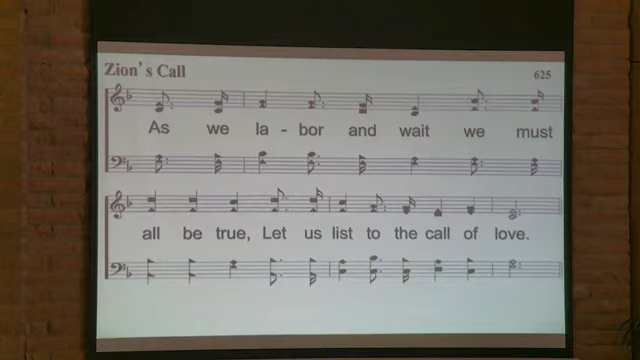 Zion's Call
625
As we la - bor and wait we must
all be true, Let us list to the call of love.